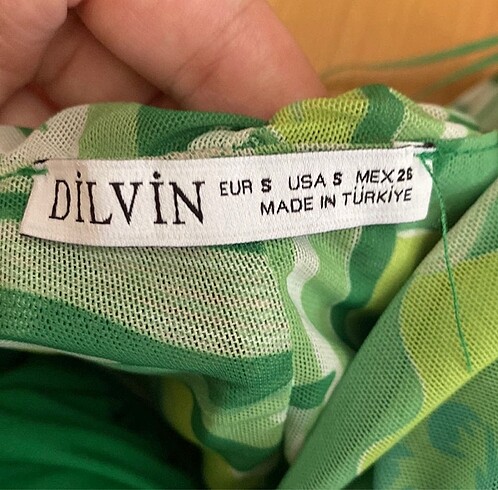 DİLVİN
EUR S USA S MEX 26
MADE IN TÜRKİYE